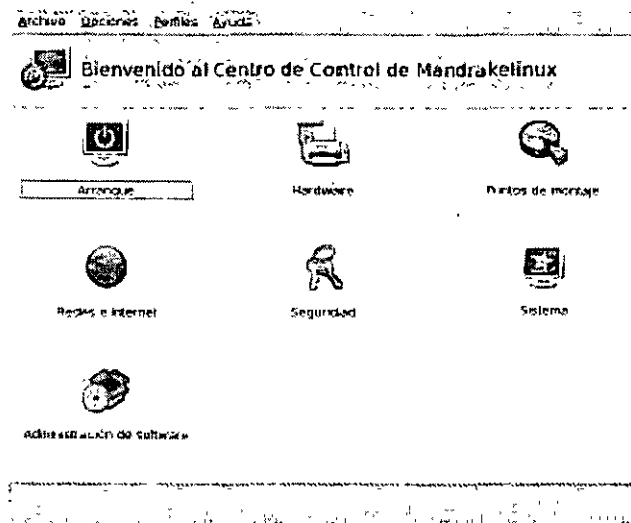 Archivo Opciones Perfiles Ayuda
Bienvenido al Centro de Control de Mandrakelinux
Arranque Hardware Puntos de montaje
Redes e Internet Seguridad Sistema
Administración de software